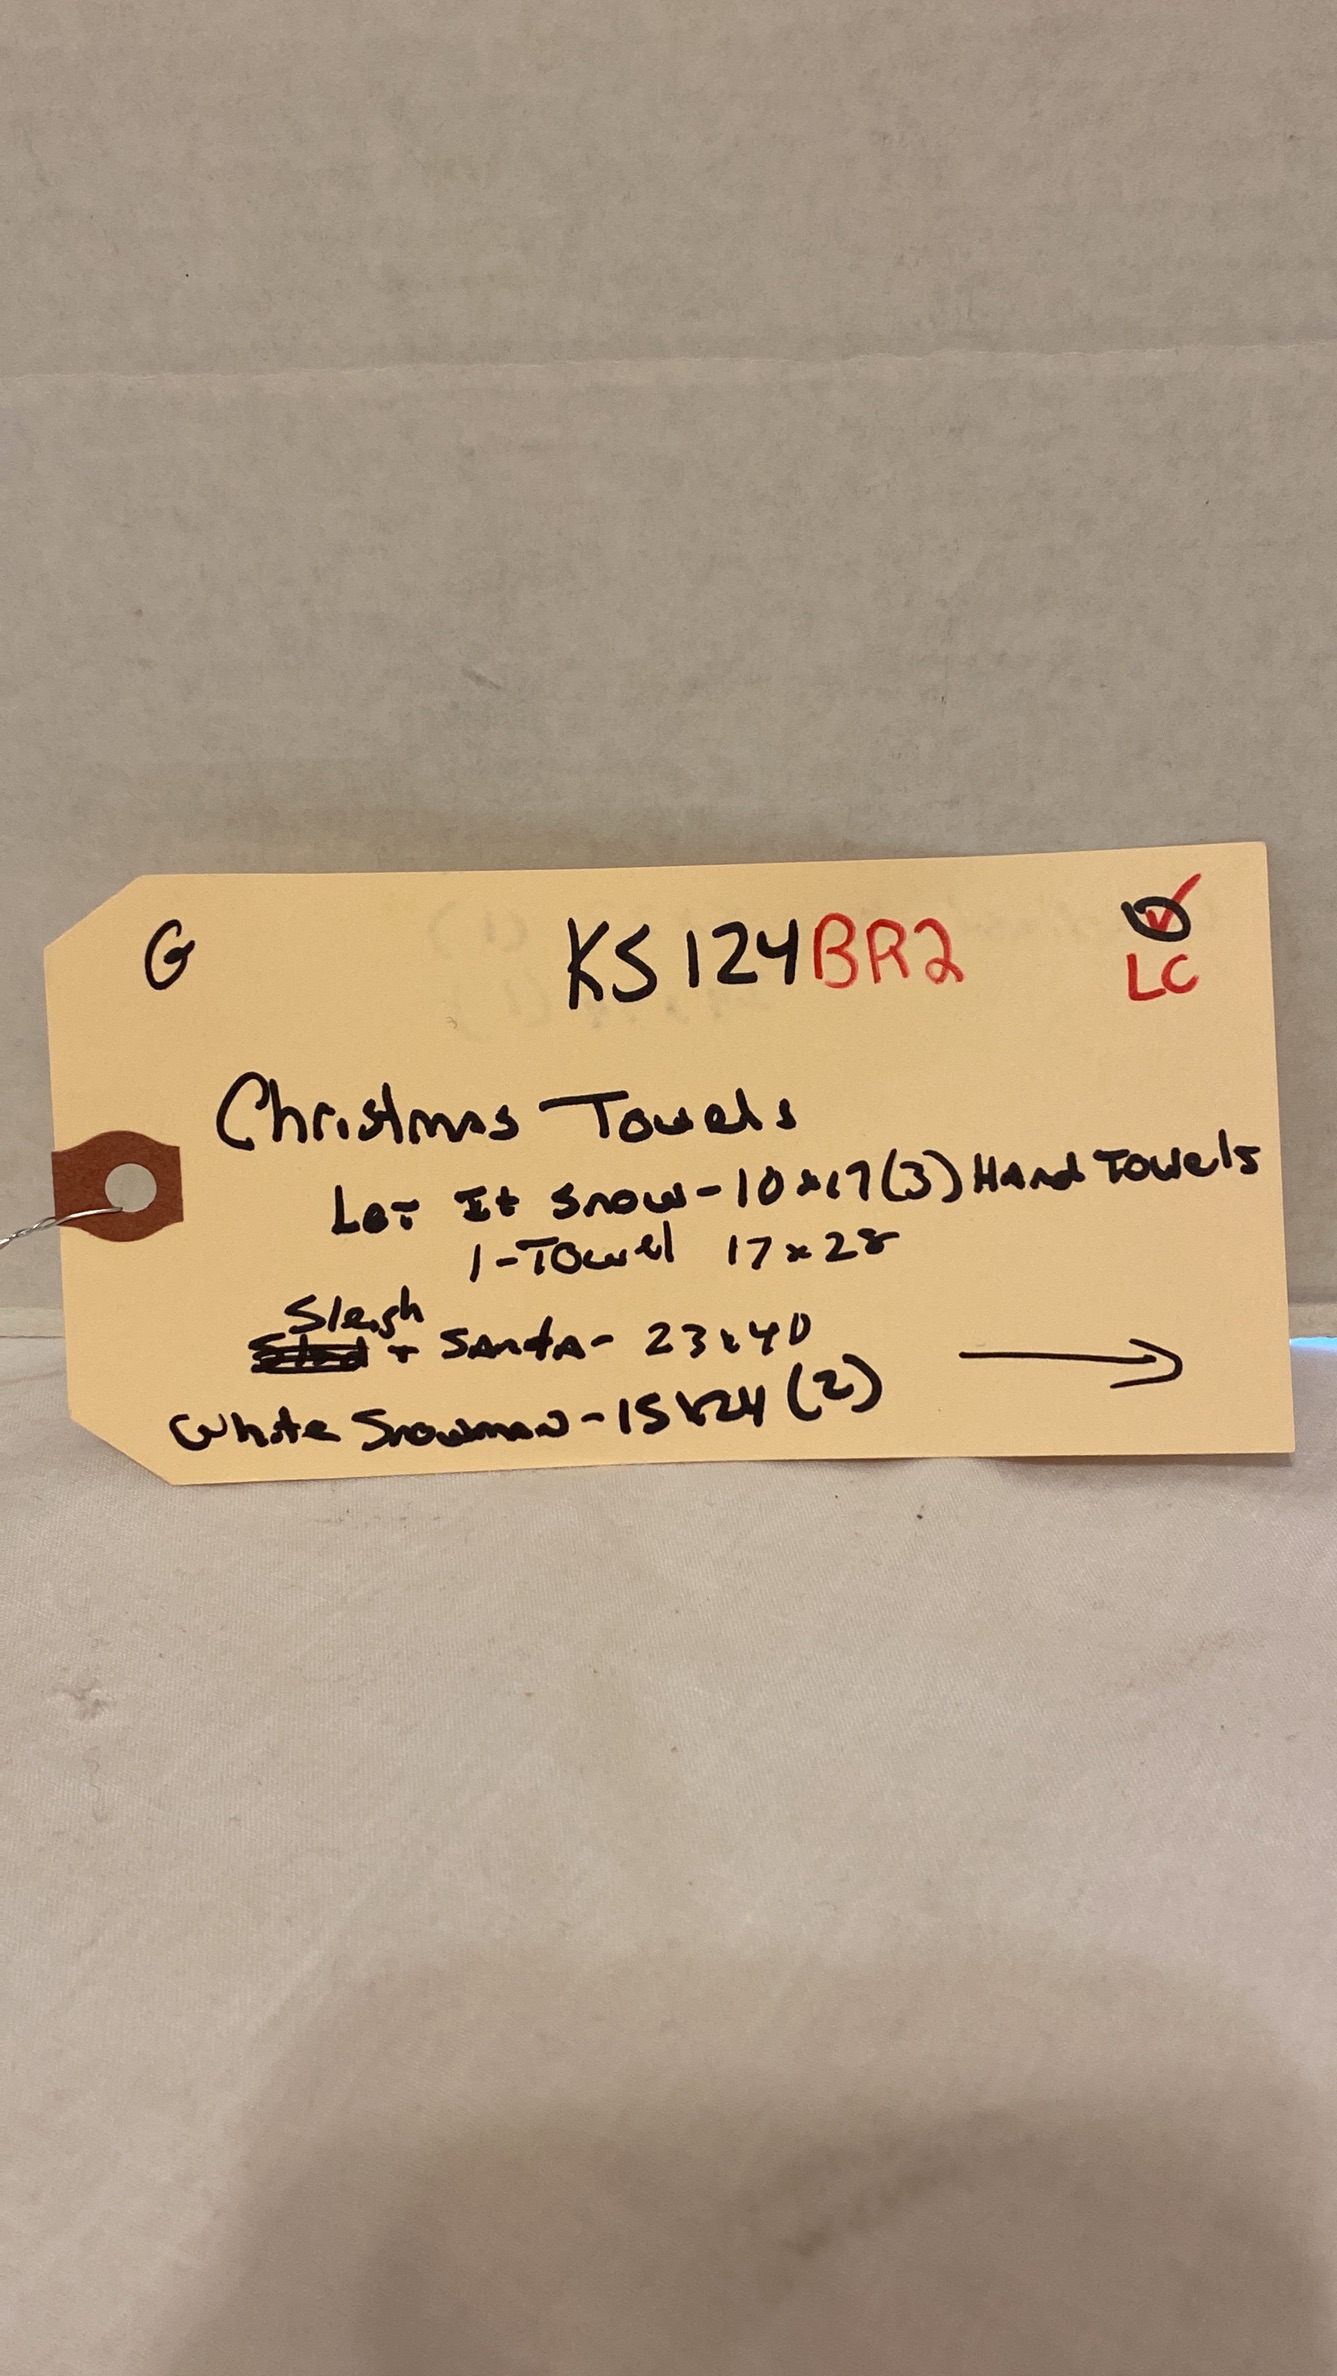 G KS124BR2
LC
Christmas Towels
Let It Snow-10x17(3) Hand Towels
1-Towel 17x28
Sleigh
+ Santa- 23x40
White Snowman-15x24 (2)